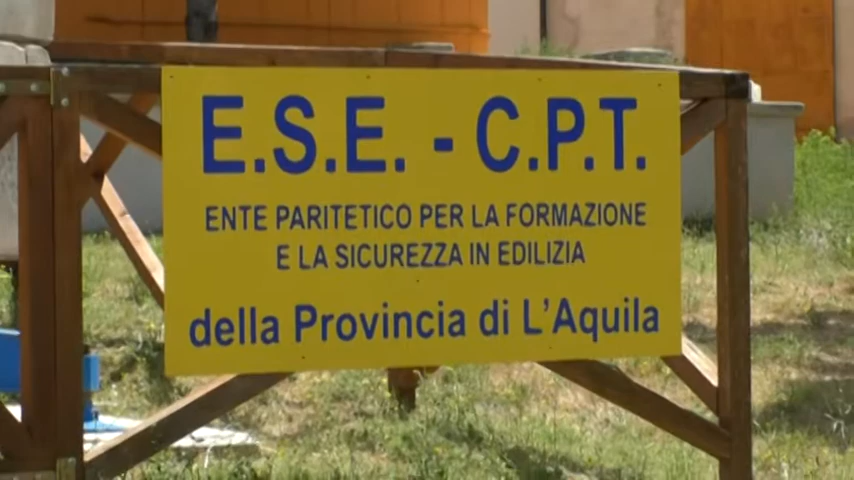 E.S.E. - C.P.T.
ENTE PARITETICO PER LA FORMAZIONE
E LA SICUREZZA IN EDILIZIA
della Provincia di L'Aquila